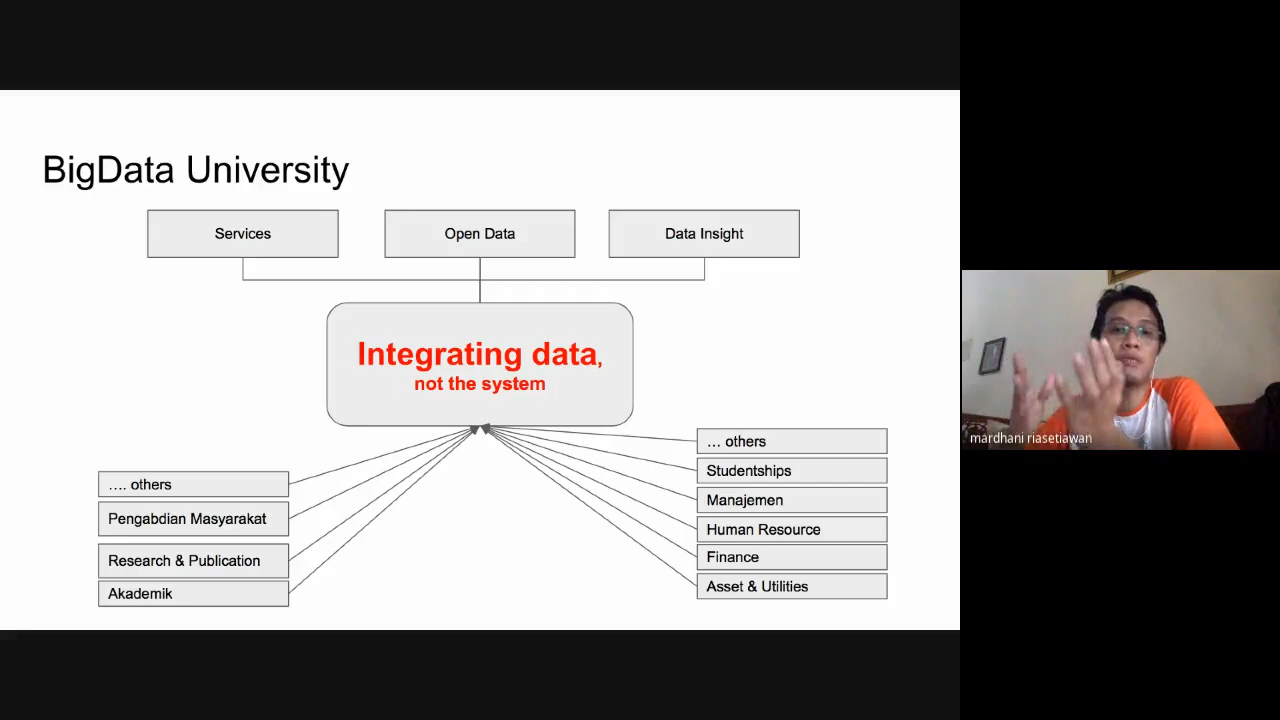 BigData University
Services
Open Data
Data Insight
Integrating data,
not the system
.... others
Pengabdian Masyarakat
Research & Publication
Akademik
... others
Studentships
Manajemen
Human Resource
Finance
Asset & Utilities
mardhani riasetiawan